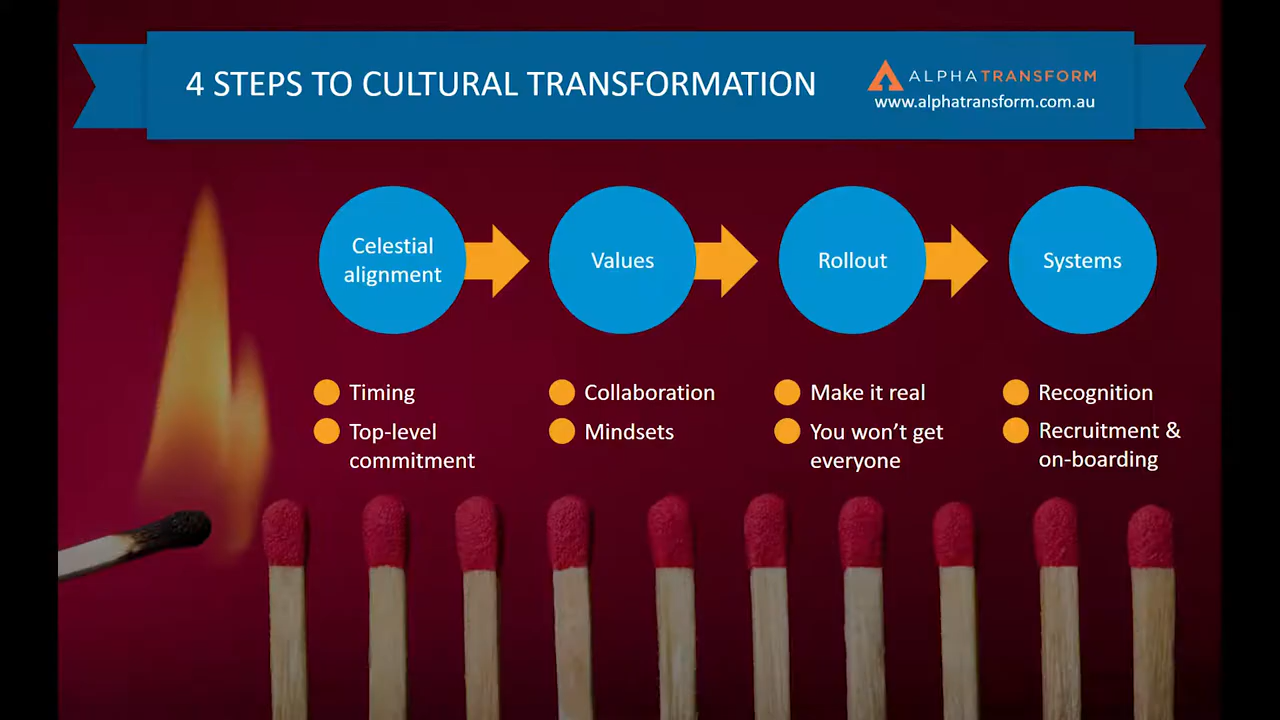 4 STEPS TO CULTURAL TRANSFORMATION
ALPHATRANSFORM
www.alphatransform.com.au
Celestial
alignment
Values
Rollout
Systems
Timing
Top-level
commitment
Collaboration
Mindsets
Make it real
You won’t get
everyone
Recognition
Recruitment &
on-boarding